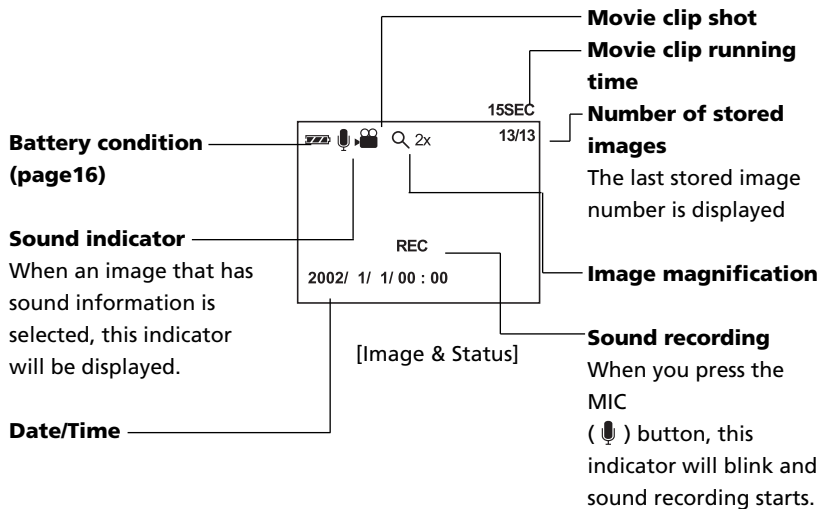 Movie clip shot
Movie clip running
time
15SEC
Number of stored
images
The last stored image
number is displayed
Battery condition
(page16)
2x
13/13
Sound indicator
When an image that has
sound information is
selected, this indicator
will be displayed.
REC
2002/ 1/ 1/ 00 : 00
Image magnification
[Image & Status]
Sound recording
When you press the
MIC
( ) button, this
indicator will blink and
sound recording starts.
Date/Time